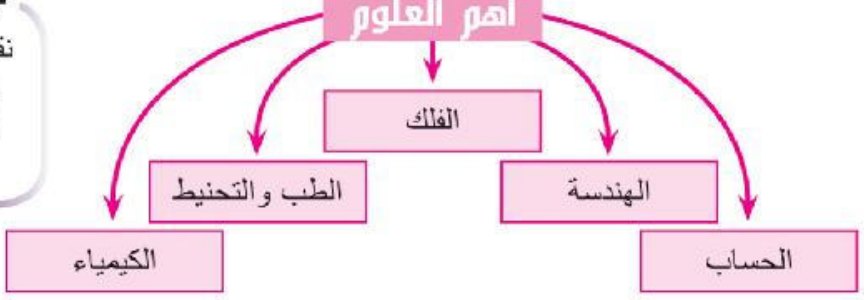 أهم العلوم
الحساب
الهندسة
الفلك
الطب والتحنيط
الكيمياء